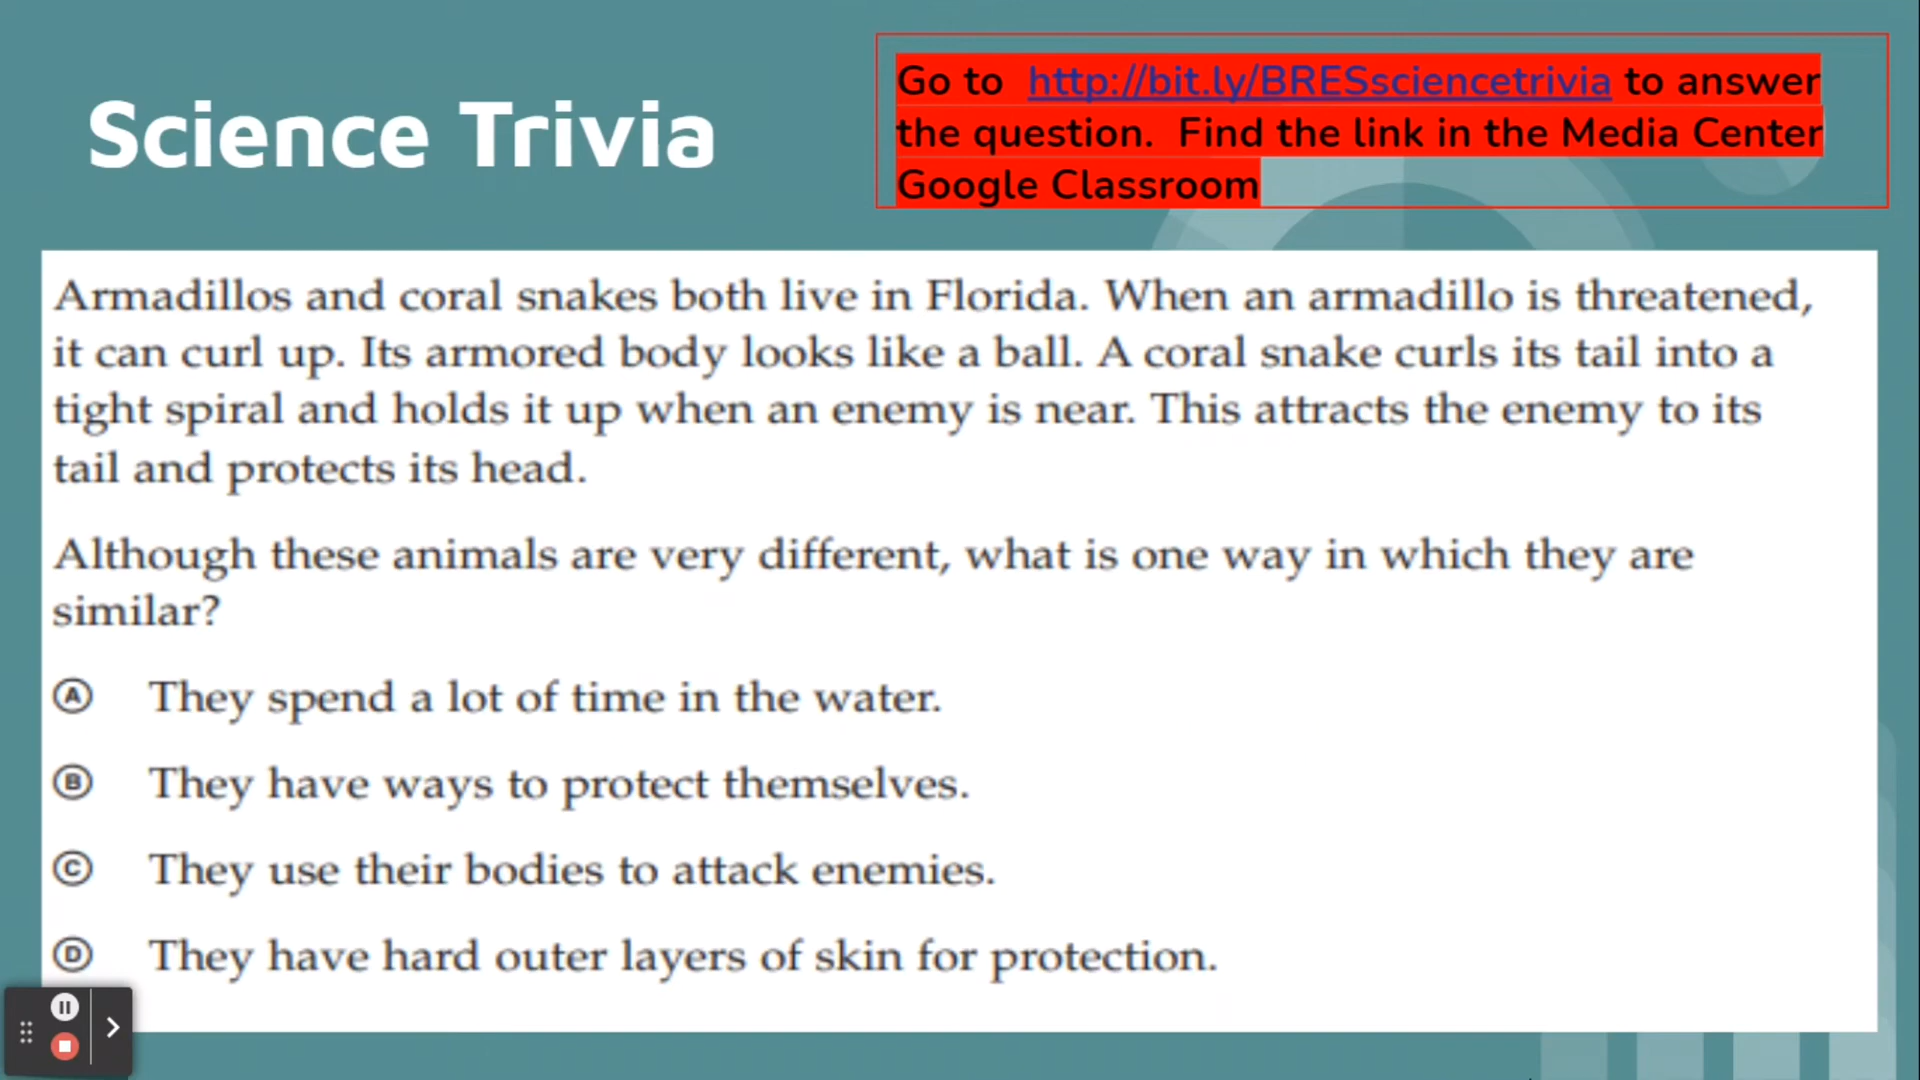 Science Trivia
Go to http://bit.ly/BRESsciencetrivia to answer
the question. Find the link in the Media Center
Google Classroom
Armadillos and coral snakes both live in Florida. When an armadillo is threatened,
it can curl up. Its armored body looks like a ball. A coral snake curls its tail into a
tight spiral and holds it up when an enemy is near. This attracts the enemy to its
tail and protects its head.
Although these animals are very different, what is one way in which they are
similar?
Ⓐ They spend a lot of time in the water.
Ⓑ They have ways to protect themselves.
Ⓒ They use their bodies to attack enemies.
Ⓓ They have hard outer layers of skin for protection.